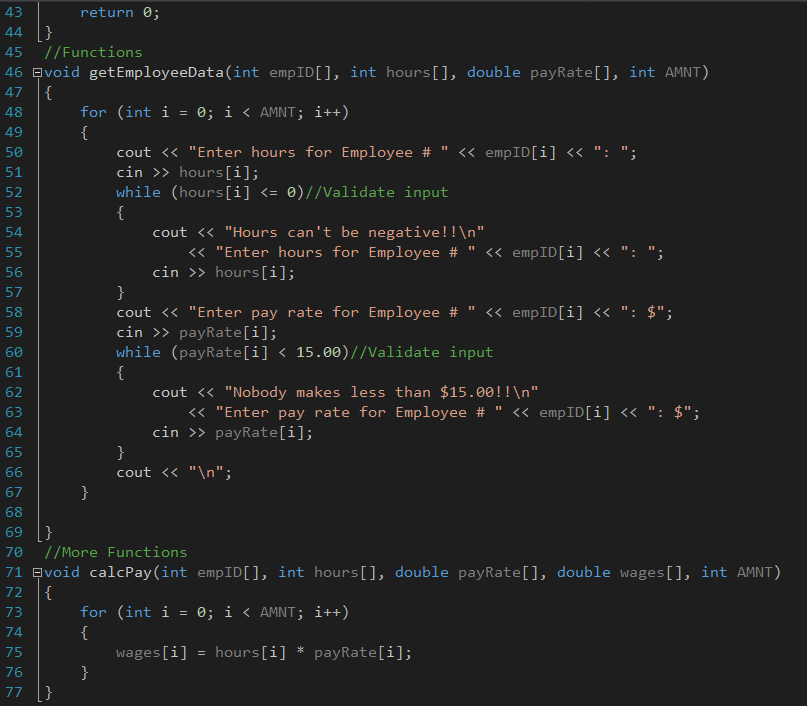 43 return 0;
44 }
45 //Functions
46 void getEmployeeData(int empID[], int hours[], double payRate[], int AMNT)
47 {
48 for (int i = 0; i < AMNT; i++)
49 {
50 cout << "Enter hours for Employee # " << empID[i] << ": ";
51 cin >> hours[i];
52 while (hours[i] <= 0)//Validate input
53 {
54 cout << "Hours can't be negative!!\n"
55 << "Enter hours for Employee # " << empID[i] << ": ";
56 cin >> hours[i];
57 }
58 cout << "Enter pay rate for Employee # " << empID[i] << ": $";
59 cin >> payRate[i];
60 while (payRate[i] < 15.00)//Validate input
61 {
62 cout << "Nobody makes less than $15.00!!\n"
63 << "Enter pay rate for Employee # " << empID[i] << ": $";
64 cin >> payRate[i];
65 }
66 cout << "\n";
67 }
68
69 }
70 //More Functions
71 void calcPay(int empID[], int hours[], double payRate[], double wages[], int AMNT)
72 {
73 for (int i = 0; i < AMNT; i++)
74 {
75 wages[i] = hours[i] * payRate[i];
76 }
77 }